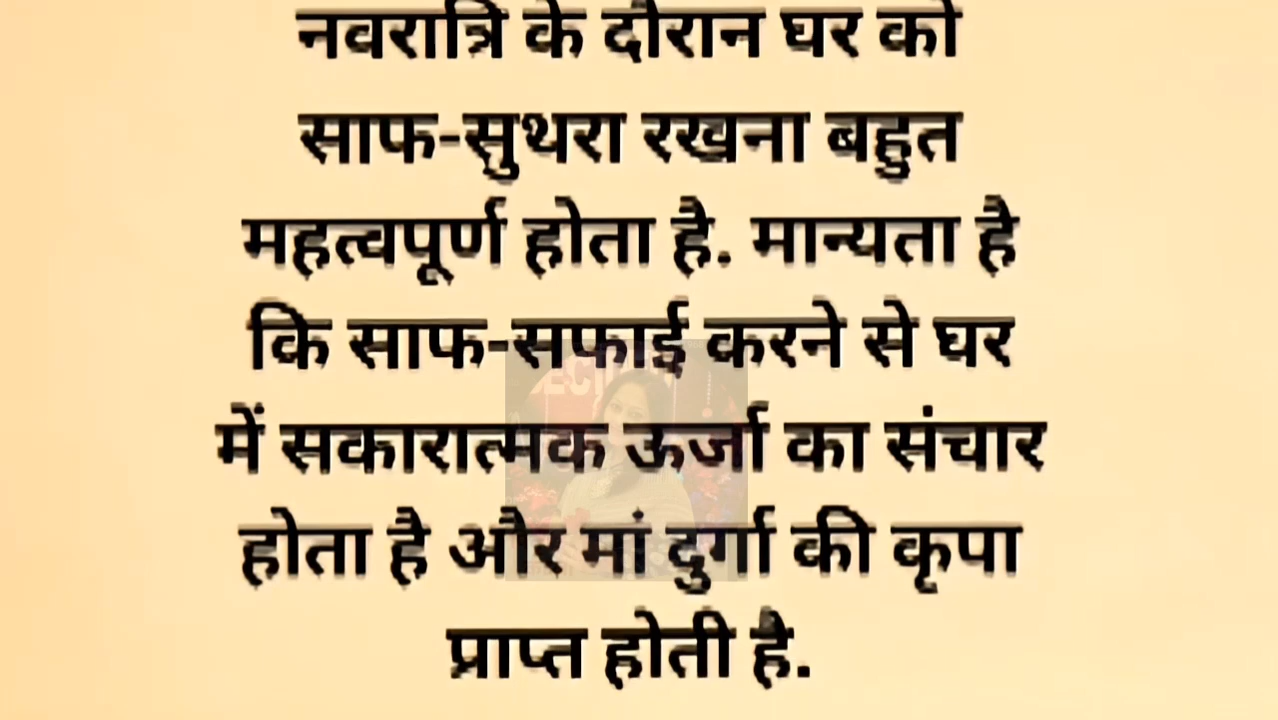 नवरात्रि के दौरान घर को
साफ-सुथरा रखना बहुत
महत्वपूर्ण होता है. मान्यता है
कि साफ-सफाई करने से घर
में सकारात्मक ऊर्जा का संचार
होता है और मां दुर्गा की कृपा
प्राप्त होती है.